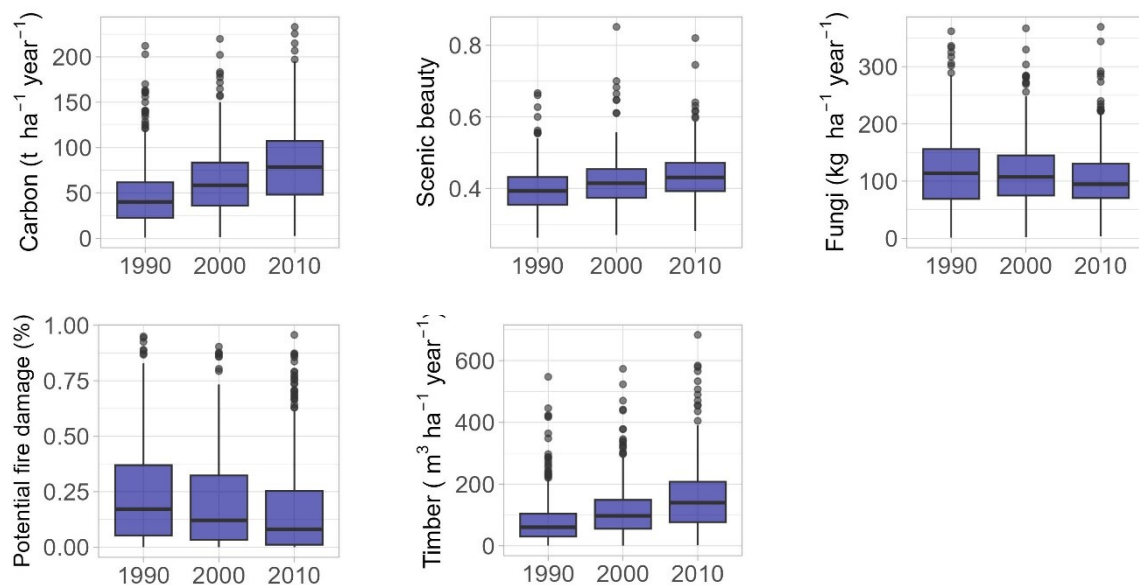 Carbon (t ha⁻¹ year⁻¹)
200
150
100
50
0
1990 2000 2010
Scenic beauty
0.8
0.6
0.4
1990 2000 2010
Fungi (kg ha⁻¹ year⁻¹)
300
200
100
0
1990 2000 2010
Potential fire damage (%)
1.00
0.75
0.50
0.25
0.00
1990 2000 2010
Timber ( m³ ha⁻¹ year⁻¹)
600
400
200
0
1990 2000 2010